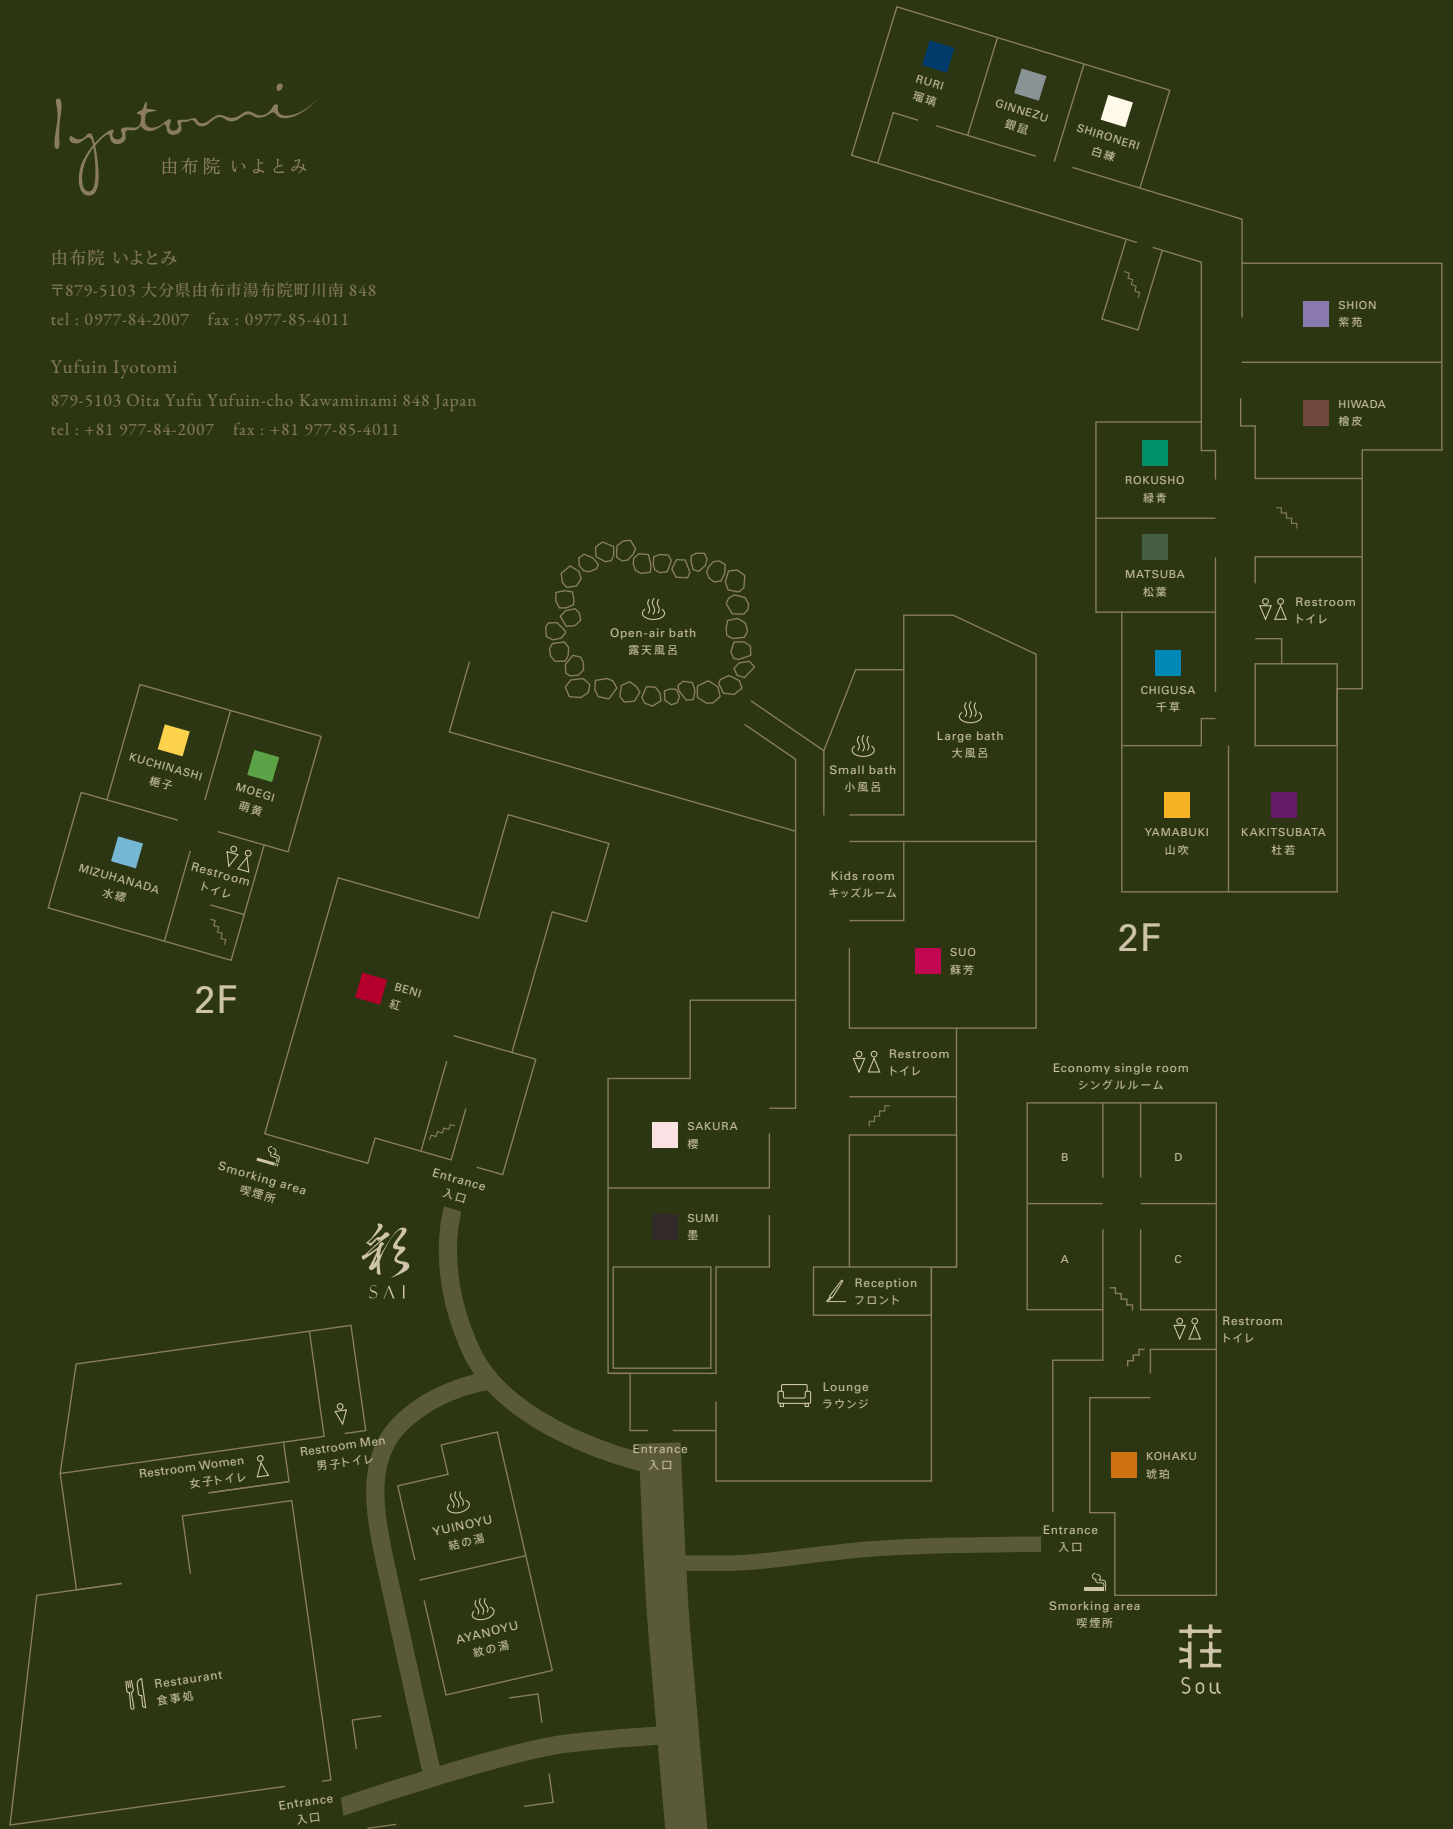 Iyotomi
由布院 いよとみ
由布院 いよとみ
〒879-5103 大分県由布市湯布院町川南 848
tel : 0977-84-2007 fax : 0977-85-4011
Yufuin Iyotomi
879-5103 Oita Yufu Yufuin-cho Kawaminami 848 Japan
tel : +81 977-84-2007 fax : +81 977-85-4011
RURI
瑠璃
GINNEZU
銀鼠
SHIRONERI
白練
SHION
紫苑
HIWADA
檜皮
ROKUSHO
緑青
MATSUBA
松葉
Restroom
トイレ
CHIGUSA
千草
YAMABUKI
山吹
KAKITSUBATA
杜若
2F
Open-air bath
露天風呂
Large bath
大風呂
Small bath
小風呂
Kids room
キッズルーム
SUO
蘇芳
KUCHINASHI
梔子
MOEGI
萌黄
MIZUHANADA
水縹
Restroom
トイレ
2F
BENI
紅
Smorking area
喫煙所
Entrance
入口
彩
SAI
Restroom
トイレ
SAKURA
櫻
SUMI
墨
Reception
フロント
Lounge
ラウンジ
Entrance
入口
Economy single room
シングルルーム
B
D
A
C
Restroom
トイレ
KOHAKU
琥珀
Entrance
入口
Smorking area
喫煙所
荘
Sou
Restroom Men
男子トイレ
Restroom Women
女子トイレ
YUINOYU
結の湯
AYANOYU
紋の湯
Restaurant
食事処
Entrance
入口